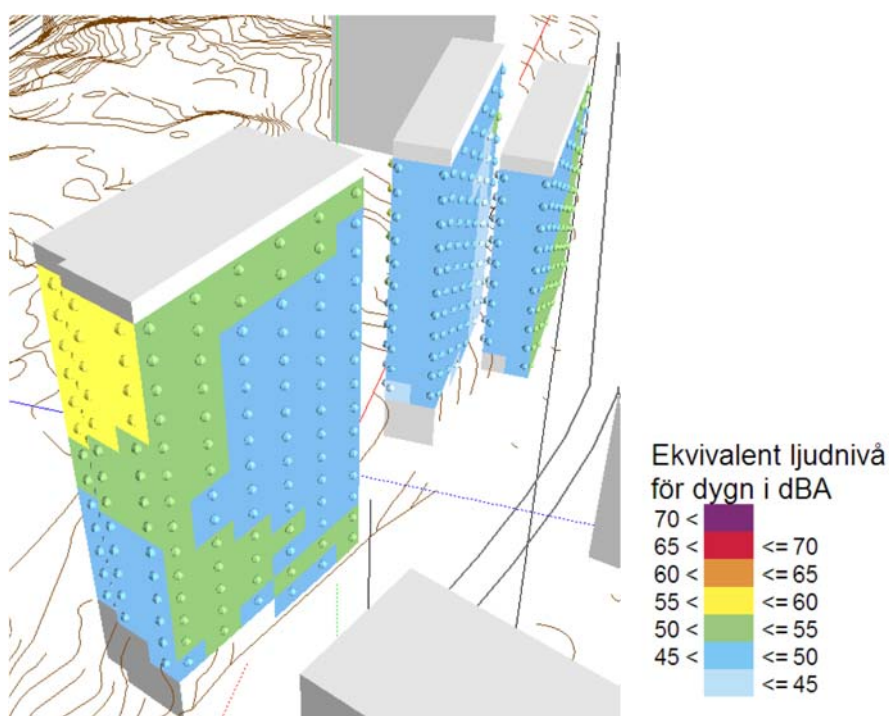 Ekvivalent ljudnivå
för dygn i dBA
70 <
65 < <= 70
60 < <= 65
55 < <= 60
50 < <= 55
45 < <= 50
<= 45